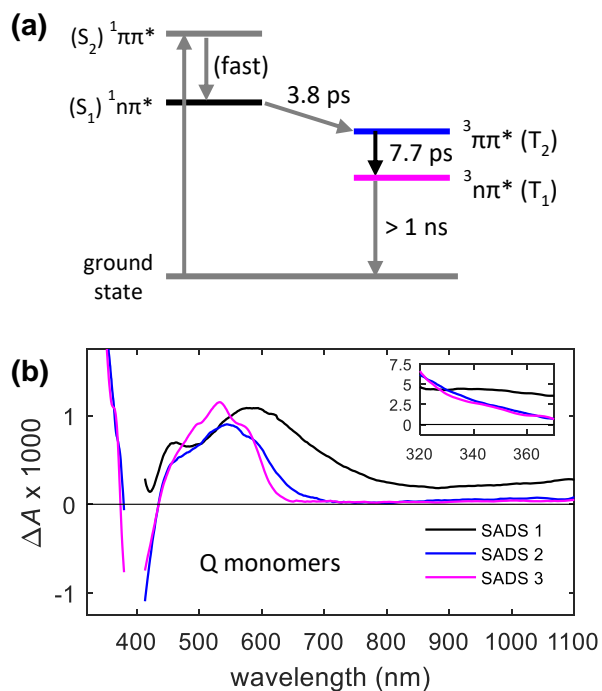 (a)
(S2) 1ππ*
(fast)
(S1) 1nπ*
3.8 ps
3ππ* (T2)
7.7 ps
3nπ* (T1)
> 1 ns
ground
state
(b)
ΔA x 1000
1
0
-1
7.5
5
2.5
0
320 340 360
Q monomers
SADS 1
SADS 2
SADS 3
400 500 600 700 800 900 1000 1100
wavelength (nm)